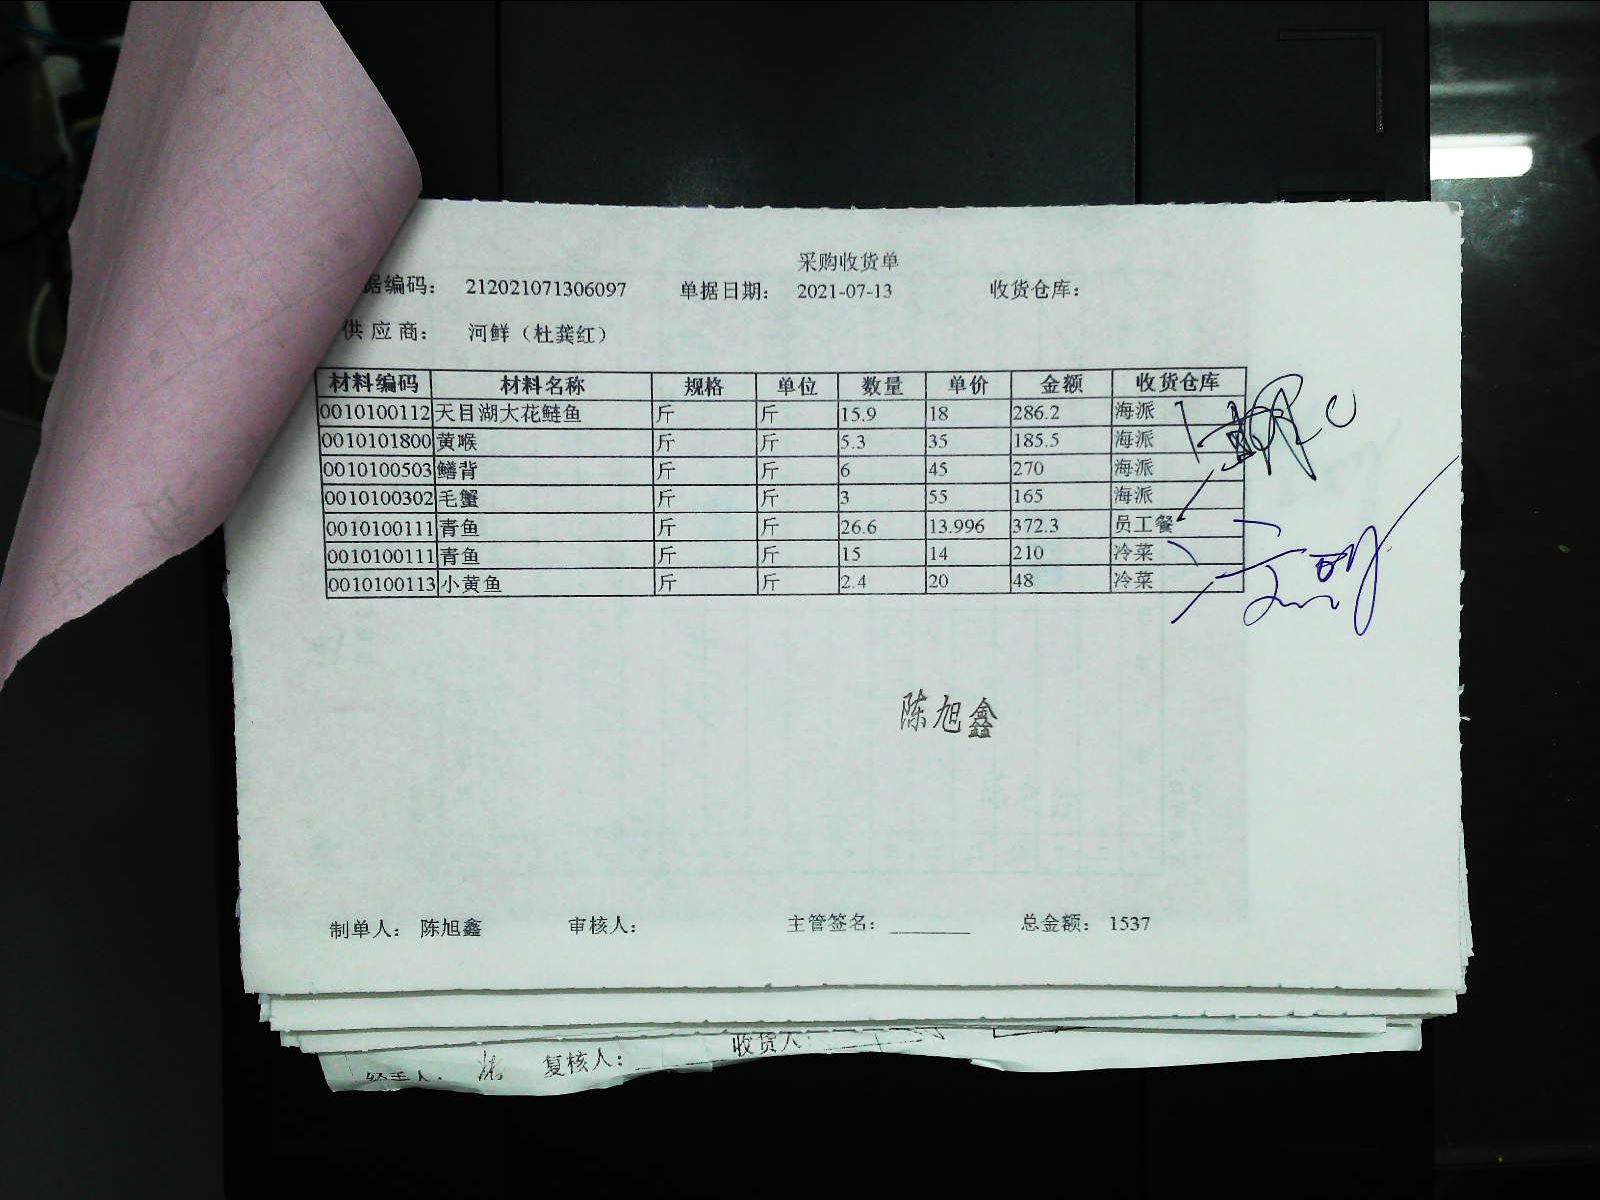 采购收货单
据编码： 212021071306097 单据日期： 2021-07-13 收货仓库：
供应商： 河鲜（杜龚红）
材料编码 材料名称 规格 单位 数量 单价 金额 收货仓库
0010100112 天目湖大花鲢鱼 斤 斤 15.9 18 286.2 海派
0010101800 黄喉 斤 斤 5.3 35 185.5 海派
0010100503 鳝背 斤 斤 6 45 270 海派
0010100302 毛蟹 斤 斤 3 55 165 海派
0010100111 青鱼 斤 斤 26.6 13.996 372.3 员工餐
0010100111 青鱼 斤 斤 15 14 210 冷菜
0010100113 小黄鱼 斤 斤 2.4 20 48 冷菜
陈旭鑫
制单人： 陈旭鑫 审核人： 主管签名： 总金额： 1537
经手人： 复核人： 收货人：